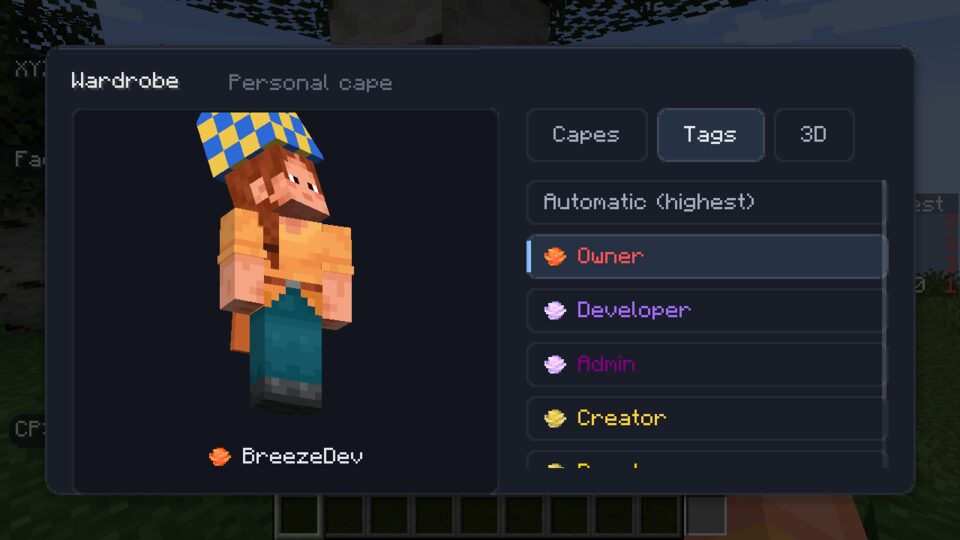 Wardrobe
Personal cape
Capes
Tags
3D
Automatic (highest)
Owner
Developer
Admin
Creator
BreezeDev